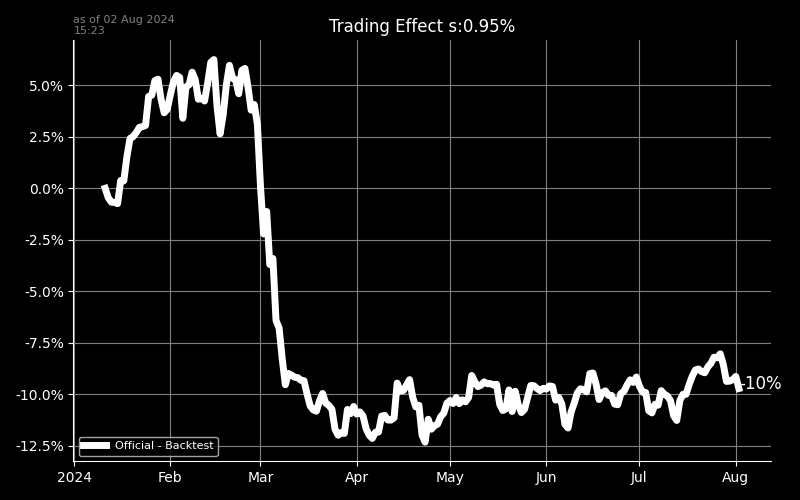 as of 02 Aug 2024
15:23
Trading Effect s:0.95%
5.0%
2.5%
0.0%
-2.5%
-5.0%
-7.5%
-10.0%
-12.5%
-10%
Official - Backtest
2024 Feb Mar Apr May Jun Jul Aug